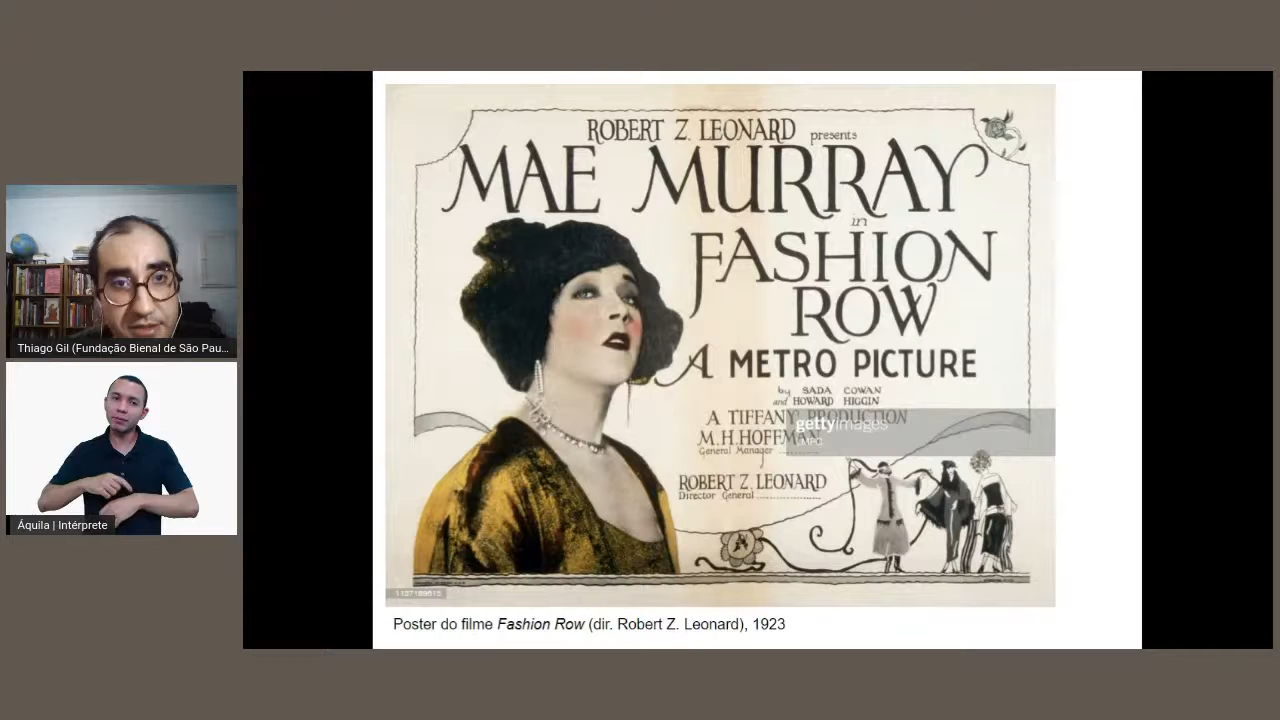 Thiago Gil (Fundação Bienal de São Pau...
Áquila | Intérprete
ROBERT Z. LEONARD presents
MAE MURRAY
in
FASHION
ROW
A METRO PICTURE
by SADA COWAN
and HOWARD HIGGIN
A TIFFANY PRODUCTION
gettyimages
MPC
M.H.HOFFMAN
General Manager
ROBERT Z. LEONARD
Director General
1137189615
Poster do filme Fashion Row (dir. Robert Z. Leonard), 1923